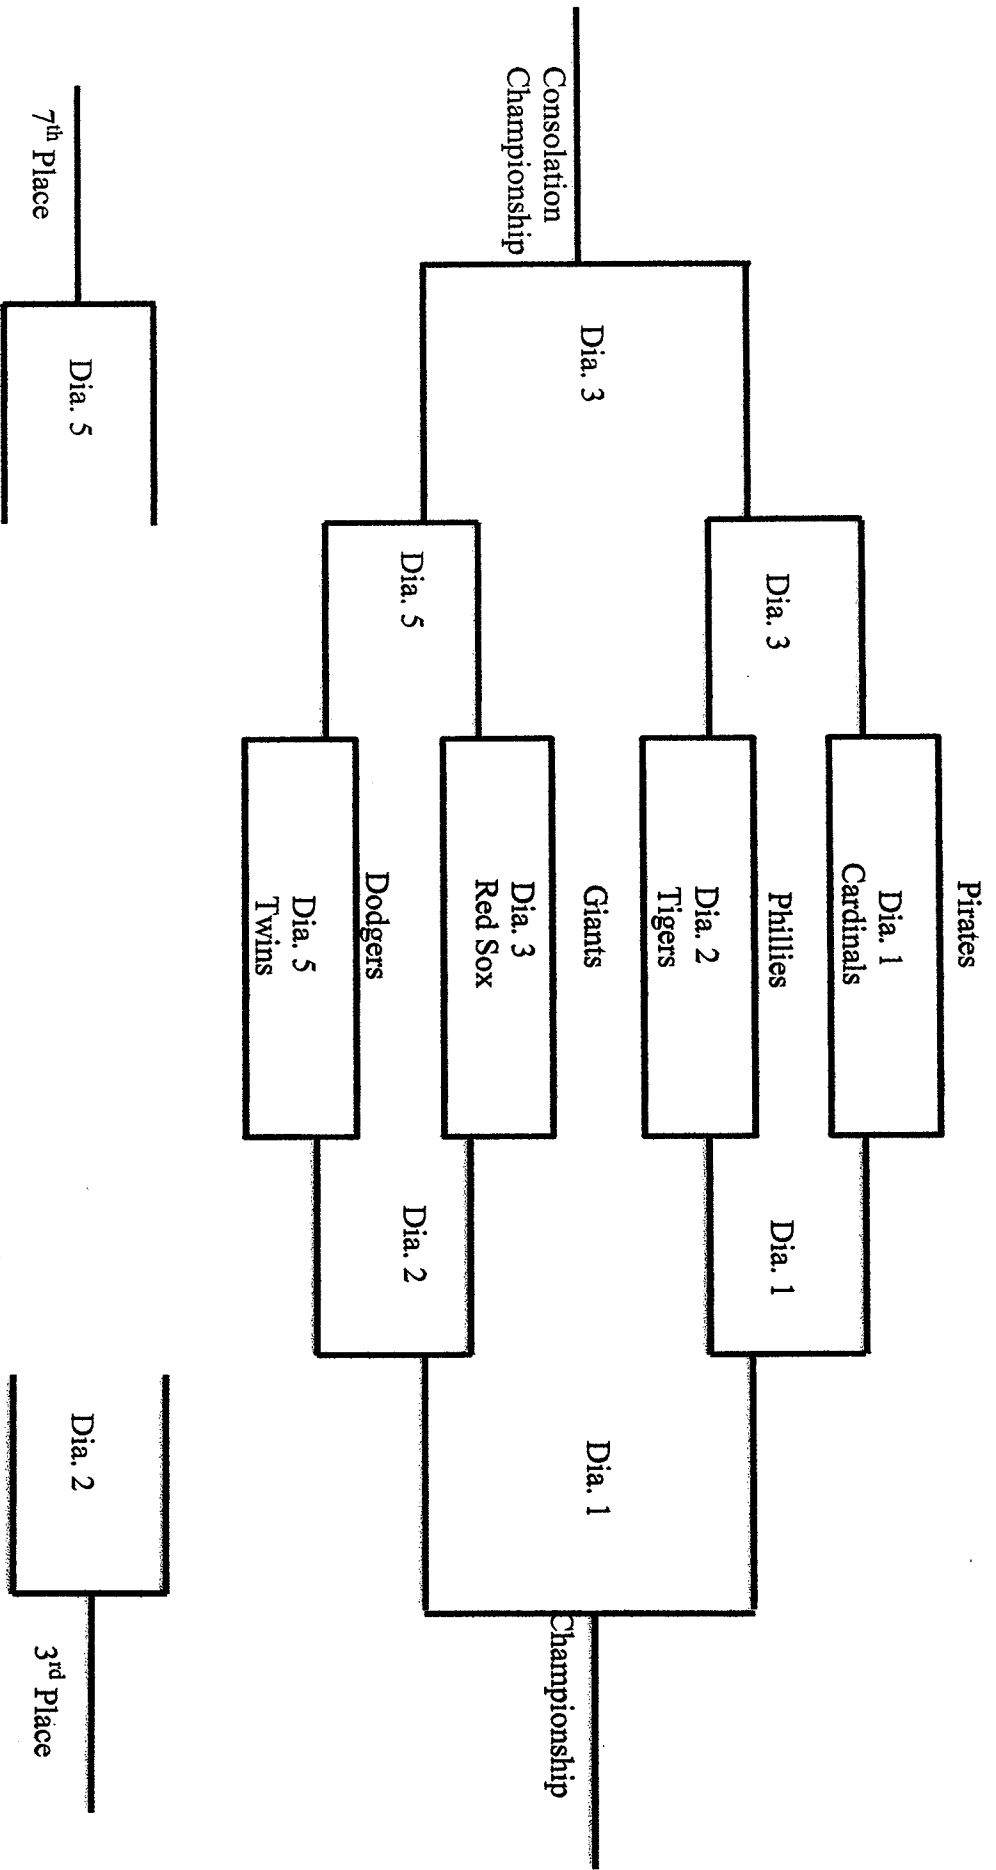 Pirates
Dia. 1
Cardinals
Phillies
Dia. 3
Dia. 1
Dia. 2
Tigers
Giants
Dia. 3
Dia. 1
Consolation
Championship
Championship
Dia. 3
Red Sox
Dia. 5
Dia. 2
Dodgers
Dia. 5
Twins
Dia. 5
7th Place
Dia. 2
3rd Place